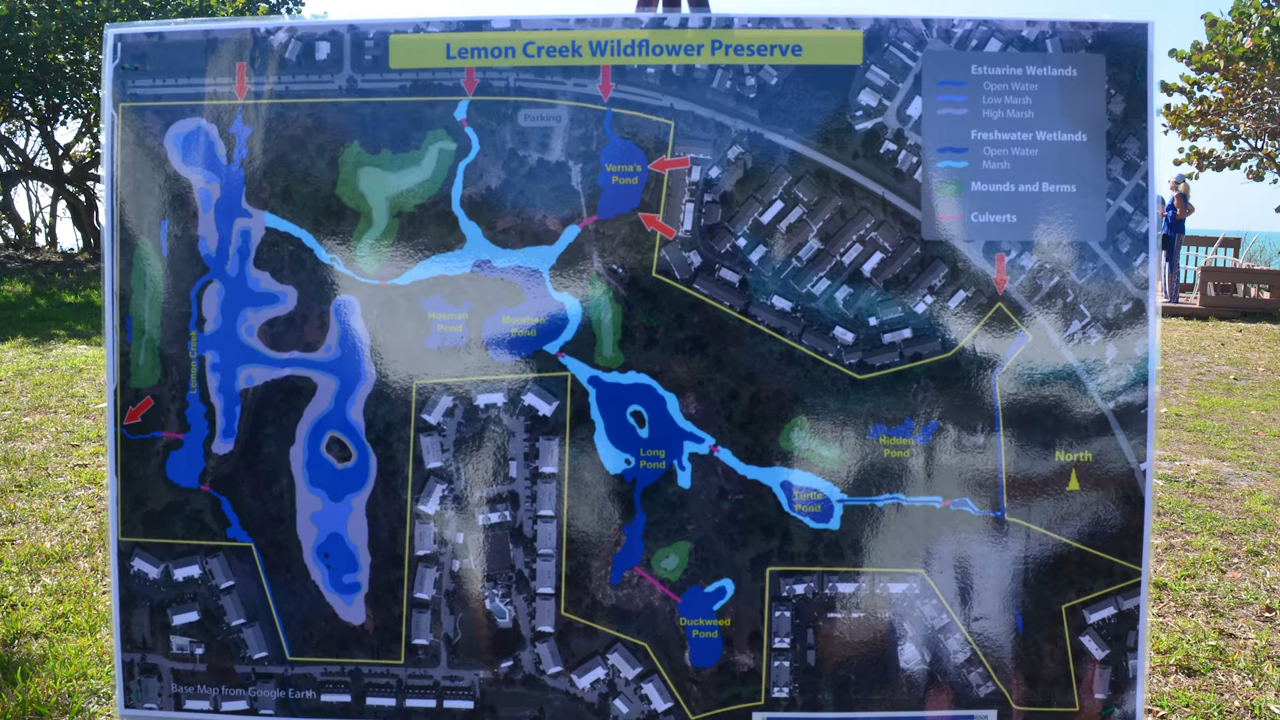 Lemon Creek Wildflower Preserve
Estuarine Wetlands
Open Water
Low Marsh
High Marsh
Freshwater Wetlands
Open Water
Marsh
Mounds and Berms
Culverts
Parking
Verna's
Pond
Hosman
Pond
Moorhen
Pond
Lemon Creek
Long
Pond
Hidden
Pond
Turtle
Pond
North
Duckweed
Pond
Base Map from Google Earth